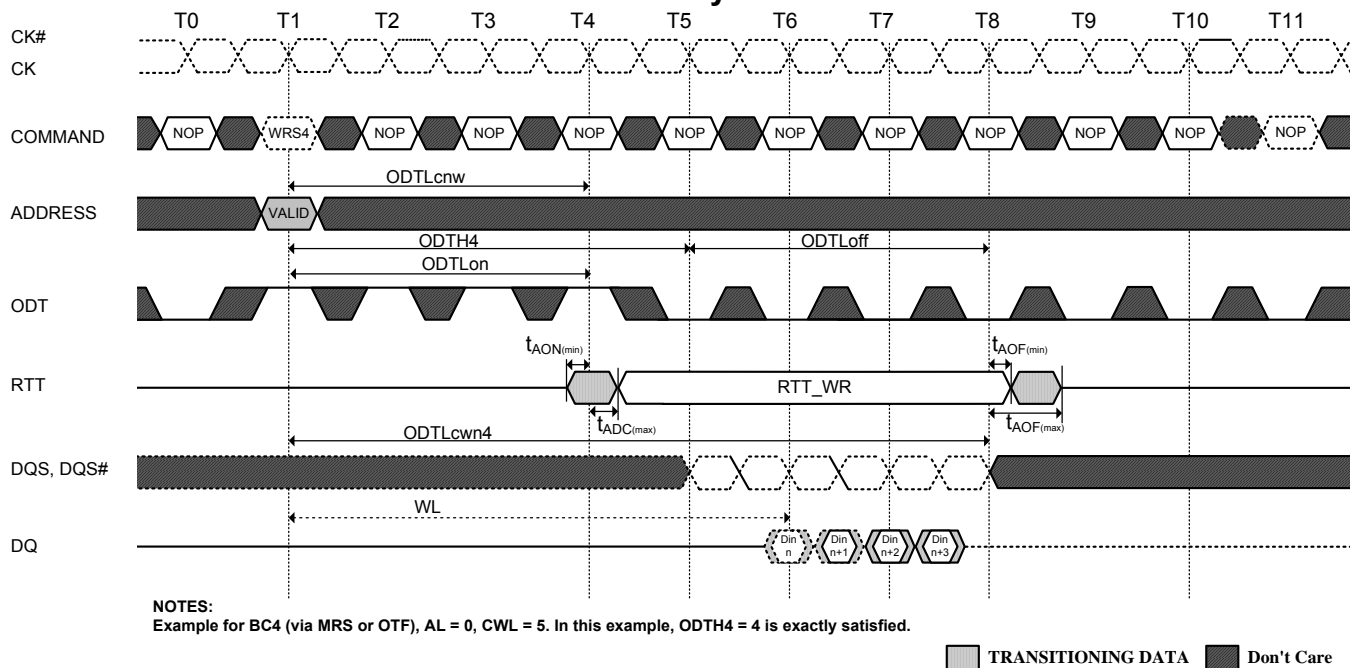 T0 T1 T2 T3 T4 T5 T6 T7 T8 T9 T10 T11
CK#
CK
COMMAND NOP WRS4 NOP NOP NOP NOP NOP NOP NOP NOP NOP NOP
ODTLcnw
ADDRESS VALID
ODTH4 ODTLoff
ODTLon
ODT
tAON(min) tAOF(min)
RTT RTT_WR
tADC(max) tAOF(max)
ODTLcwn4
DQS, DQS#
WL
DQ Din n Din n+1 Din n+2 Din n+3
NOTES:
Example for BC4 (via MRS or OTF), AL = 0, CWL = 5. In this example, ODTH4 = 4 is exactly satisfied.
TRANSITIONING DATA Don't Care